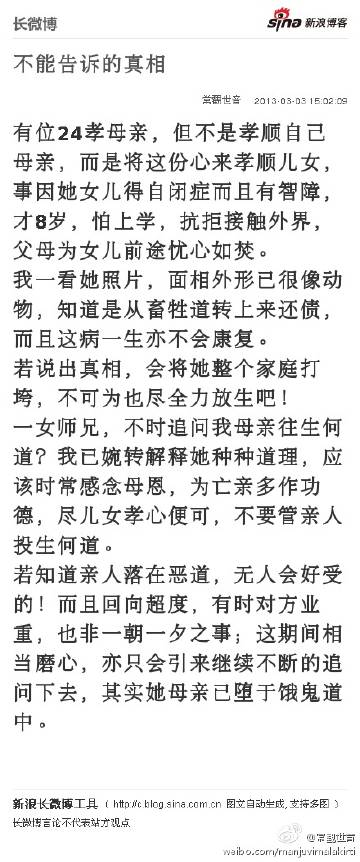 长微博
sina 新浪博客
不能告诉的真相
常翻世音 2013-03-03 15:02:09
有位24孝母亲，但不是孝顺自己
母亲，而是将这份心来孝顺儿女，
事因她女儿得自闭症而且有智障，
才8岁，怕上学，抗拒接触外界，
父母为女儿前途忧心如焚。
我一看她照片，面相外形已很像动
物，知道是从畜牲道转上来还债，
而且这病一生亦不会康复。
若说出真相，会将她整个家庭打
垮，不可为也尽全力放生吧！
一女师兄，不时追问我母亲往生何
道？我已婉转解释她种种道理，应
该时常感念母恩，为亡亲多作功
德，尽儿女孝心便可，不要管亲人
投生何道。
若知道亲人落在恶道，无人会好受
的！而且回向超度，有时对方业
重，也非一朝一夕之事；这期间相
当磨心，亦只会引来继续不断的追
问下去，其实她母亲已堕于饿鬼道
中。
新浪长微博工具（ http://c.blog.sina.com.cn 图文自动生成，支持多图 ）
长微博言论不代表站方观点
weibo.com/manjuvimalakirti